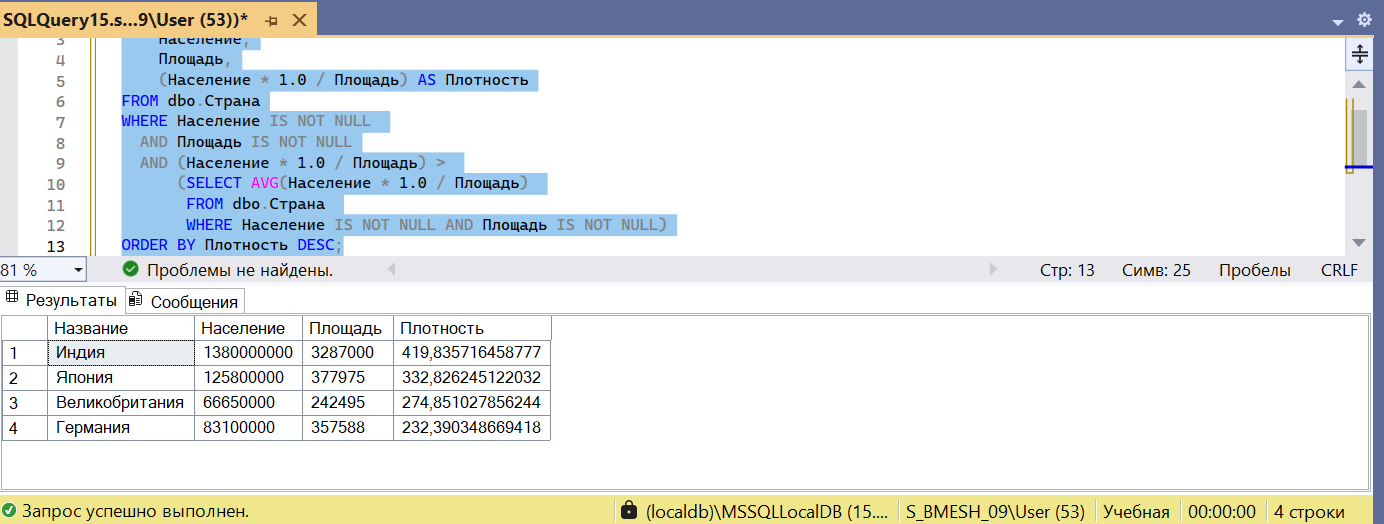 SQLQuery15.s...9\User (53))*
3 Население,
4 Площадь,
5 (Население * 1.0 / Площадь) AS Плотность
6 FROM dbo.Страна
7 WHERE Население IS NOT NULL
8 AND Площадь IS NOT NULL
9 AND (Население * 1.0 / Площадь) >
10 (SELECT AVG(Население * 1.0 / Площадь)
11 FROM dbo.Страна
12 WHERE Население IS NOT NULL AND Площадь IS NOT NULL)
13 ORDER BY Плотность DESC;
81 % Проблемы не найдены. Стр: 13 Симв: 25 Пробелы CRLF
Результаты Сообщения
Название Население Площадь Плотность
1 Индия 1380000000 3287000 419,835716458777
2 Япония 125800000 377975 332,826245122032
3 Великобритания 66650000 242495 274,851027856244
4 Германия 83100000 357588 232,390348669418
Запрос успешно выполнен. (localdb)\MSSQLLocalDB (15.... S_BMESH_09\User (53) Учебная 00:00:00 4 строки